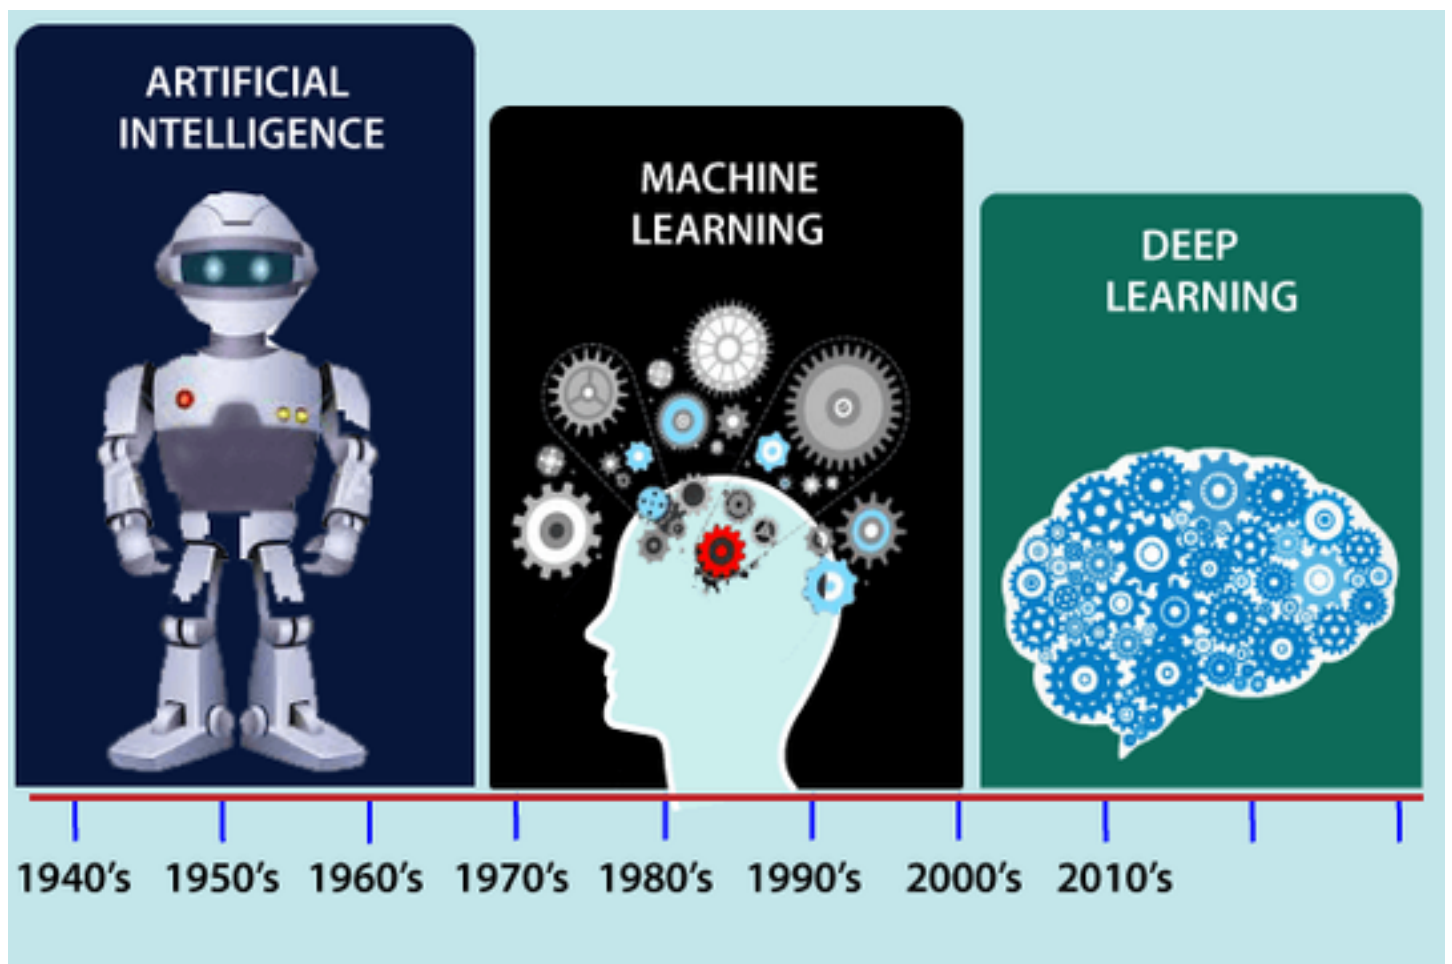 ARTIFICIAL
INTELLIGENCE
MACHINE
LEARNING
DEEP
LEARNING
1940’s 1950’s 1960’s 1970’s 1980’s 1990’s 2000’s 2010’s